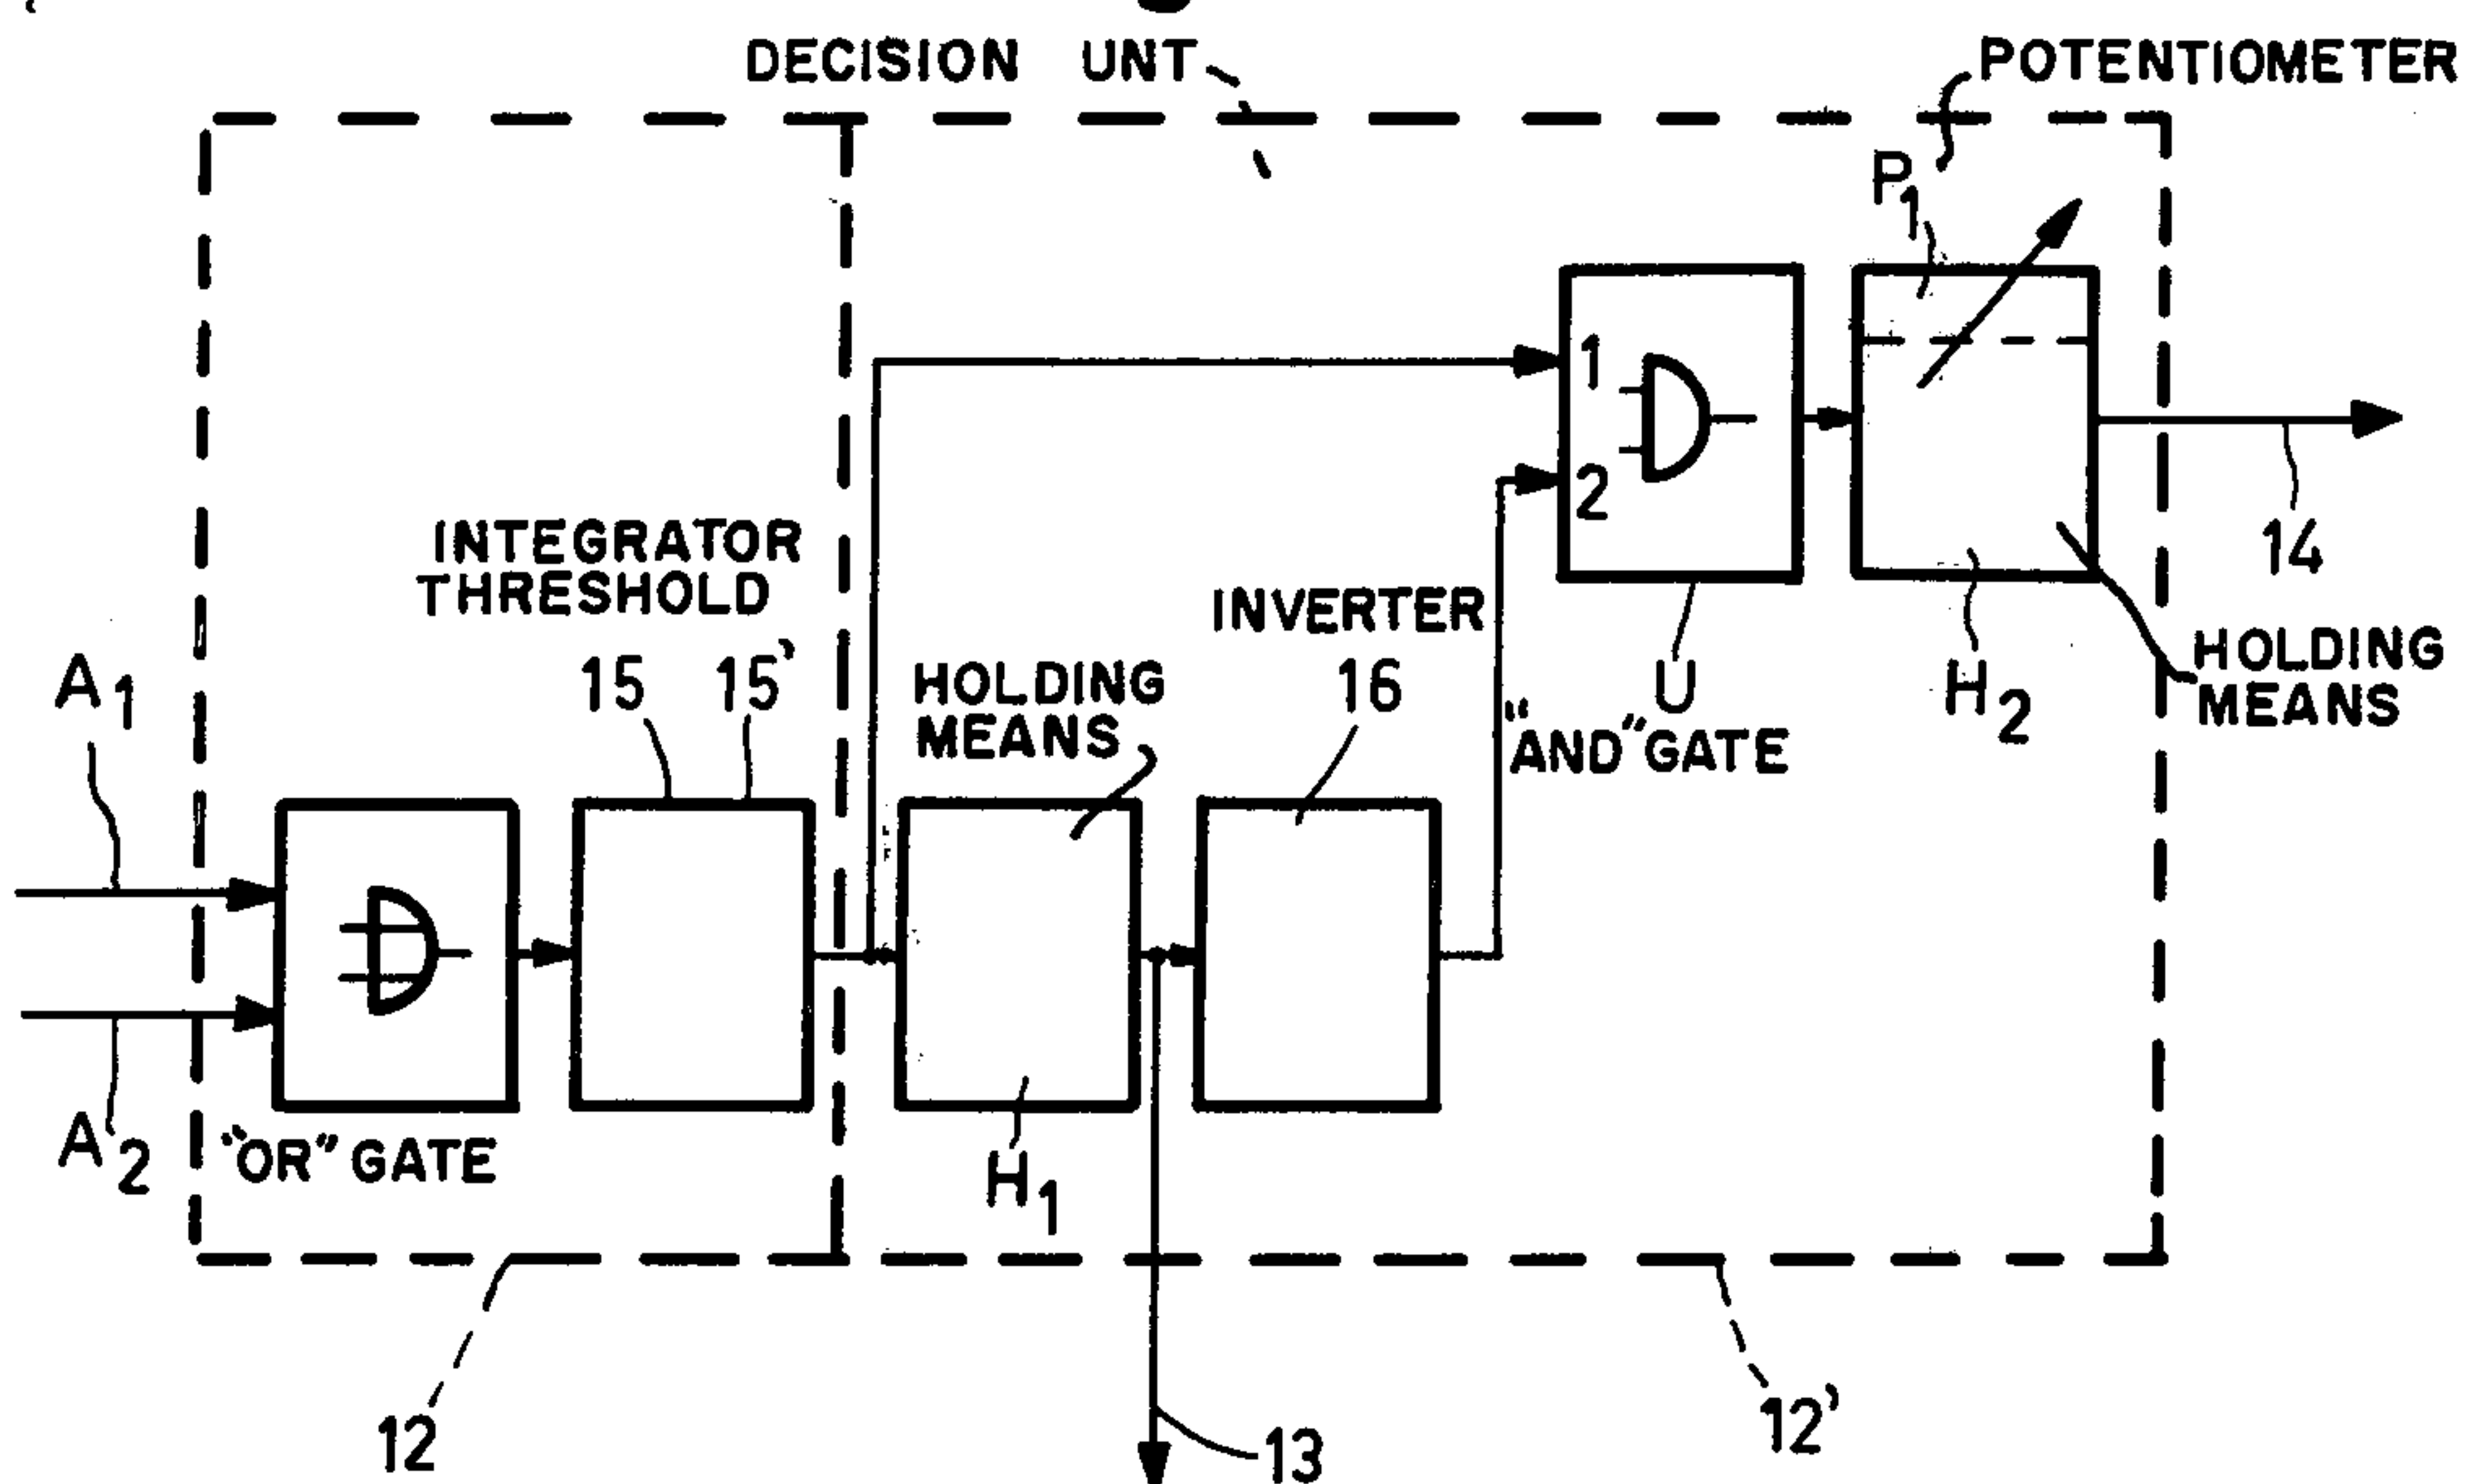 DECISION UNT
POTENTIOMETER
P1
1
2
14
INTEGRATOR
THRESHOLD
15 15'
INVERTER
16
HOLDING
MEANS
U
"AND" GATE
H2
HOLDING
MEANS
A1
A2
"OR" GATE
H1
12
13
12'